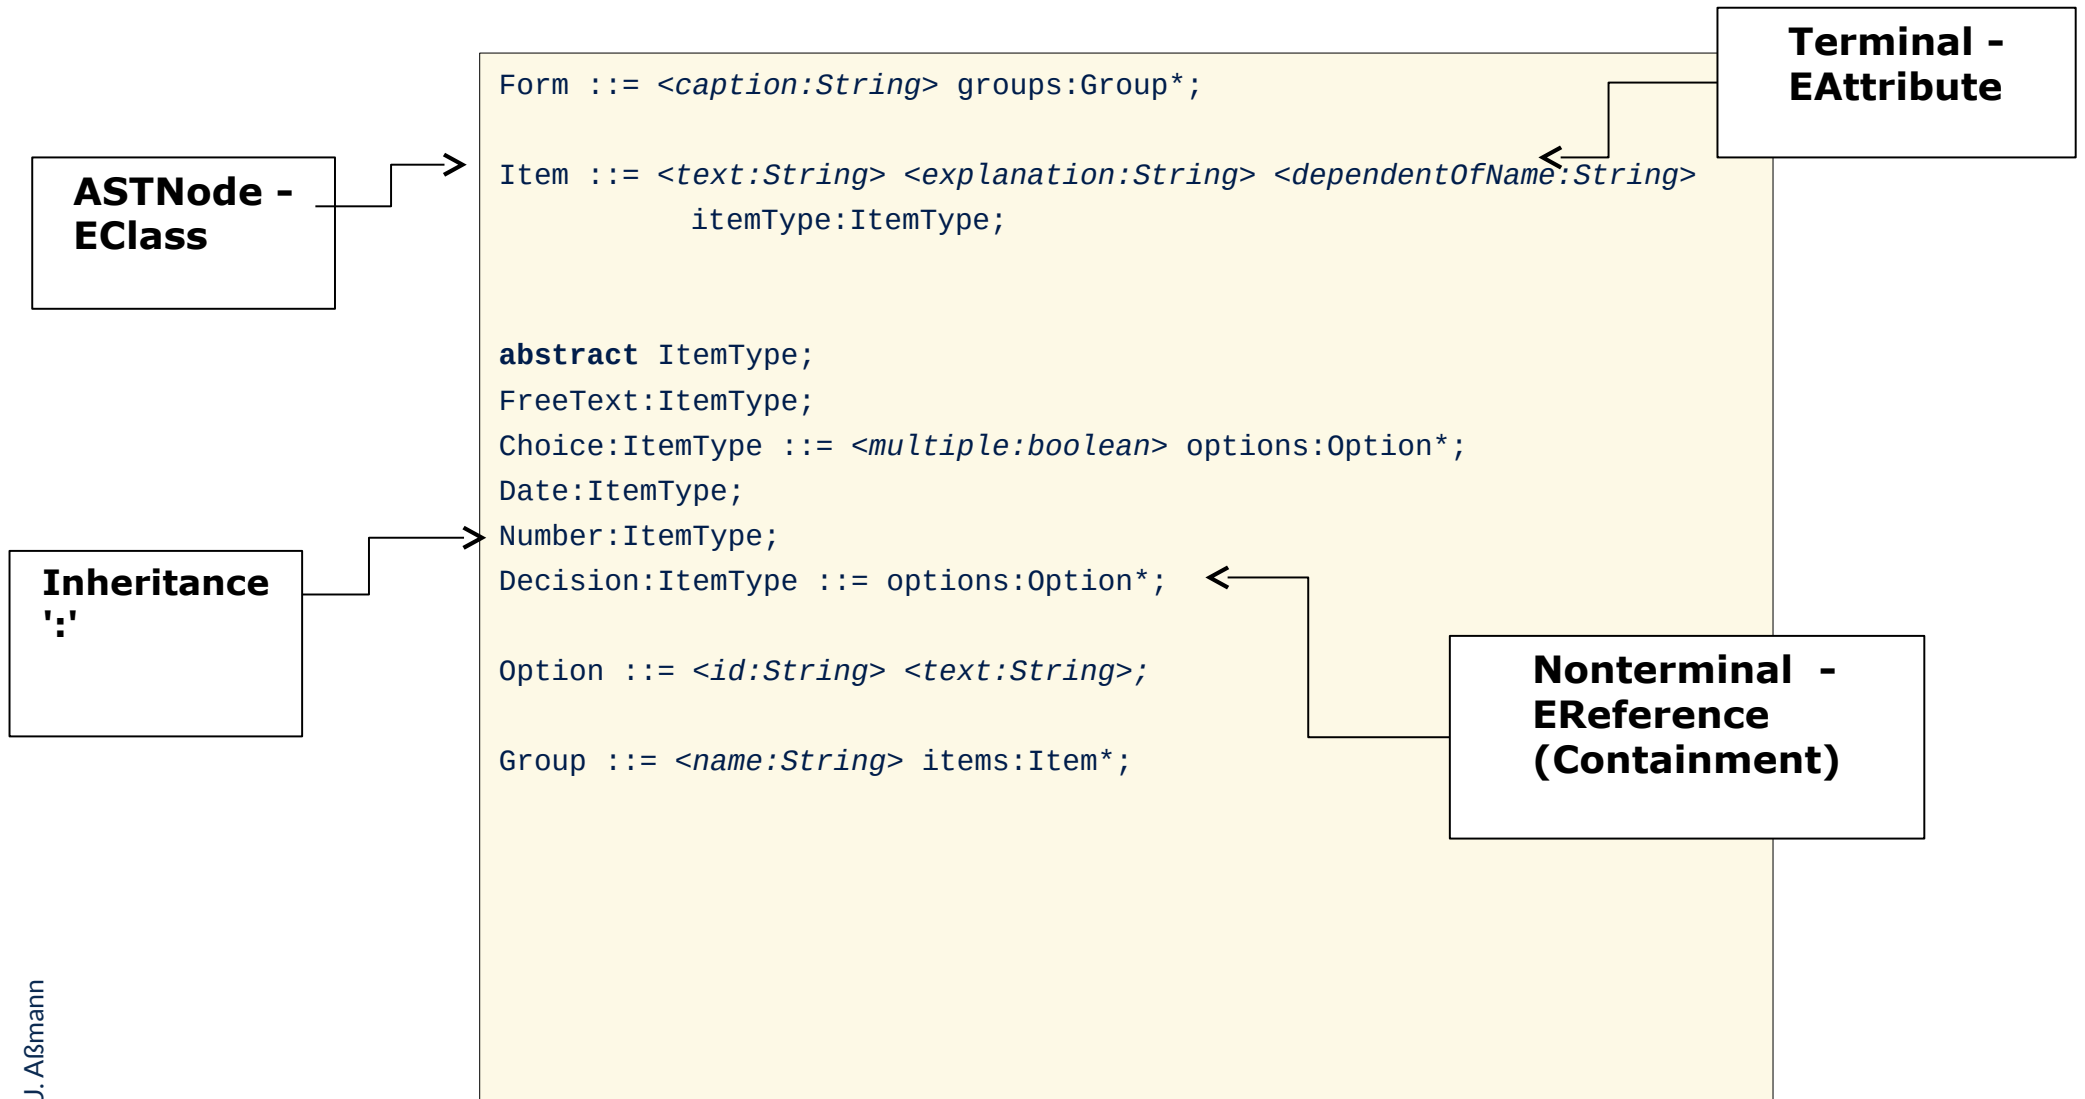 Terminal -
EAttribute
Form ::= <caption:String> groups:Group*;
Item ::= <text:String> <explanation:String> <dependentOfName:String>
itemType:ItemType;
ASTNode -
EClass
abstract ItemType;
FreeText:ItemType;
Choice:ItemType ::= <multiple:boolean> options:Option*;
Date:ItemType;
Number:ItemType;
Decision:ItemType ::= options:Option*;
Inheritance
':'
Option ::= <id:String> <text:String>;
Group ::= <name:String> items:Item*;
Nonterminal  -
EReference
(Containment)
U. Aßmann